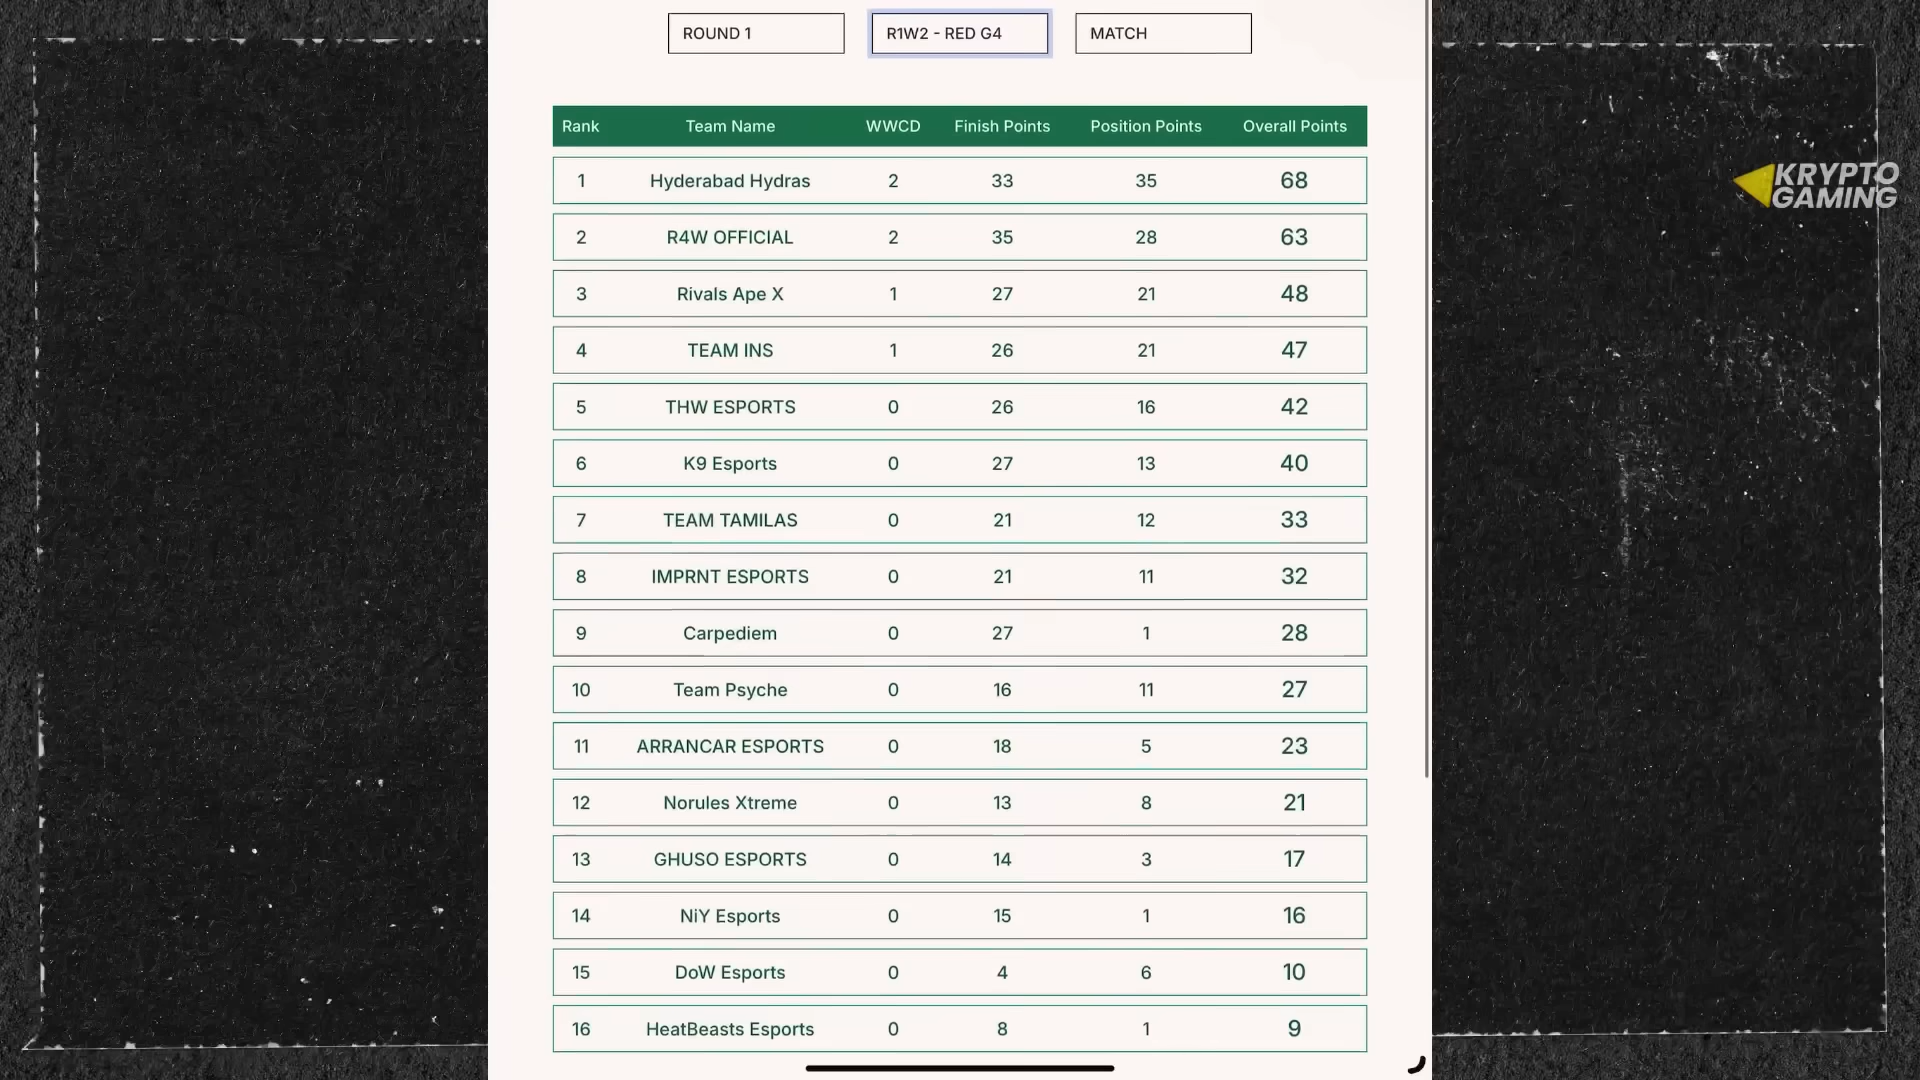 ROUND 1 R1W2 - RED G4 MATCH
KRYPTO
GAMING
Rank Team Name WWCD Finish Points Position Points Overall Points
1 Hyderabad Hydras 2 33 35 68
2 R4W OFFICIAL 2 35 28 63
3 Rivals Ape X 1 27 21 48
4 TEAM INS 1 26 21 47
5 THW ESPORTS 0 26 16 42
6 K9 Esports 0 27 13 40
7 TEAM TAMILAS 0 21 12 33
8 IMPRNT ESPORTS 0 21 11 32
9 Carpediem 0 27 1 28
10 Team Psyche 0 16 11 27
11 ARRANCAR ESPORTS 0 18 5 23
12 Norules Xtreme 0 13 8 21
13 GHUSO ESPORTS 0 14 3 17
14 NiY Esports 0 15 1 16
15 DoW Esports 0 4 6 10
16 HeatBeasts Esports 0 8 1 9